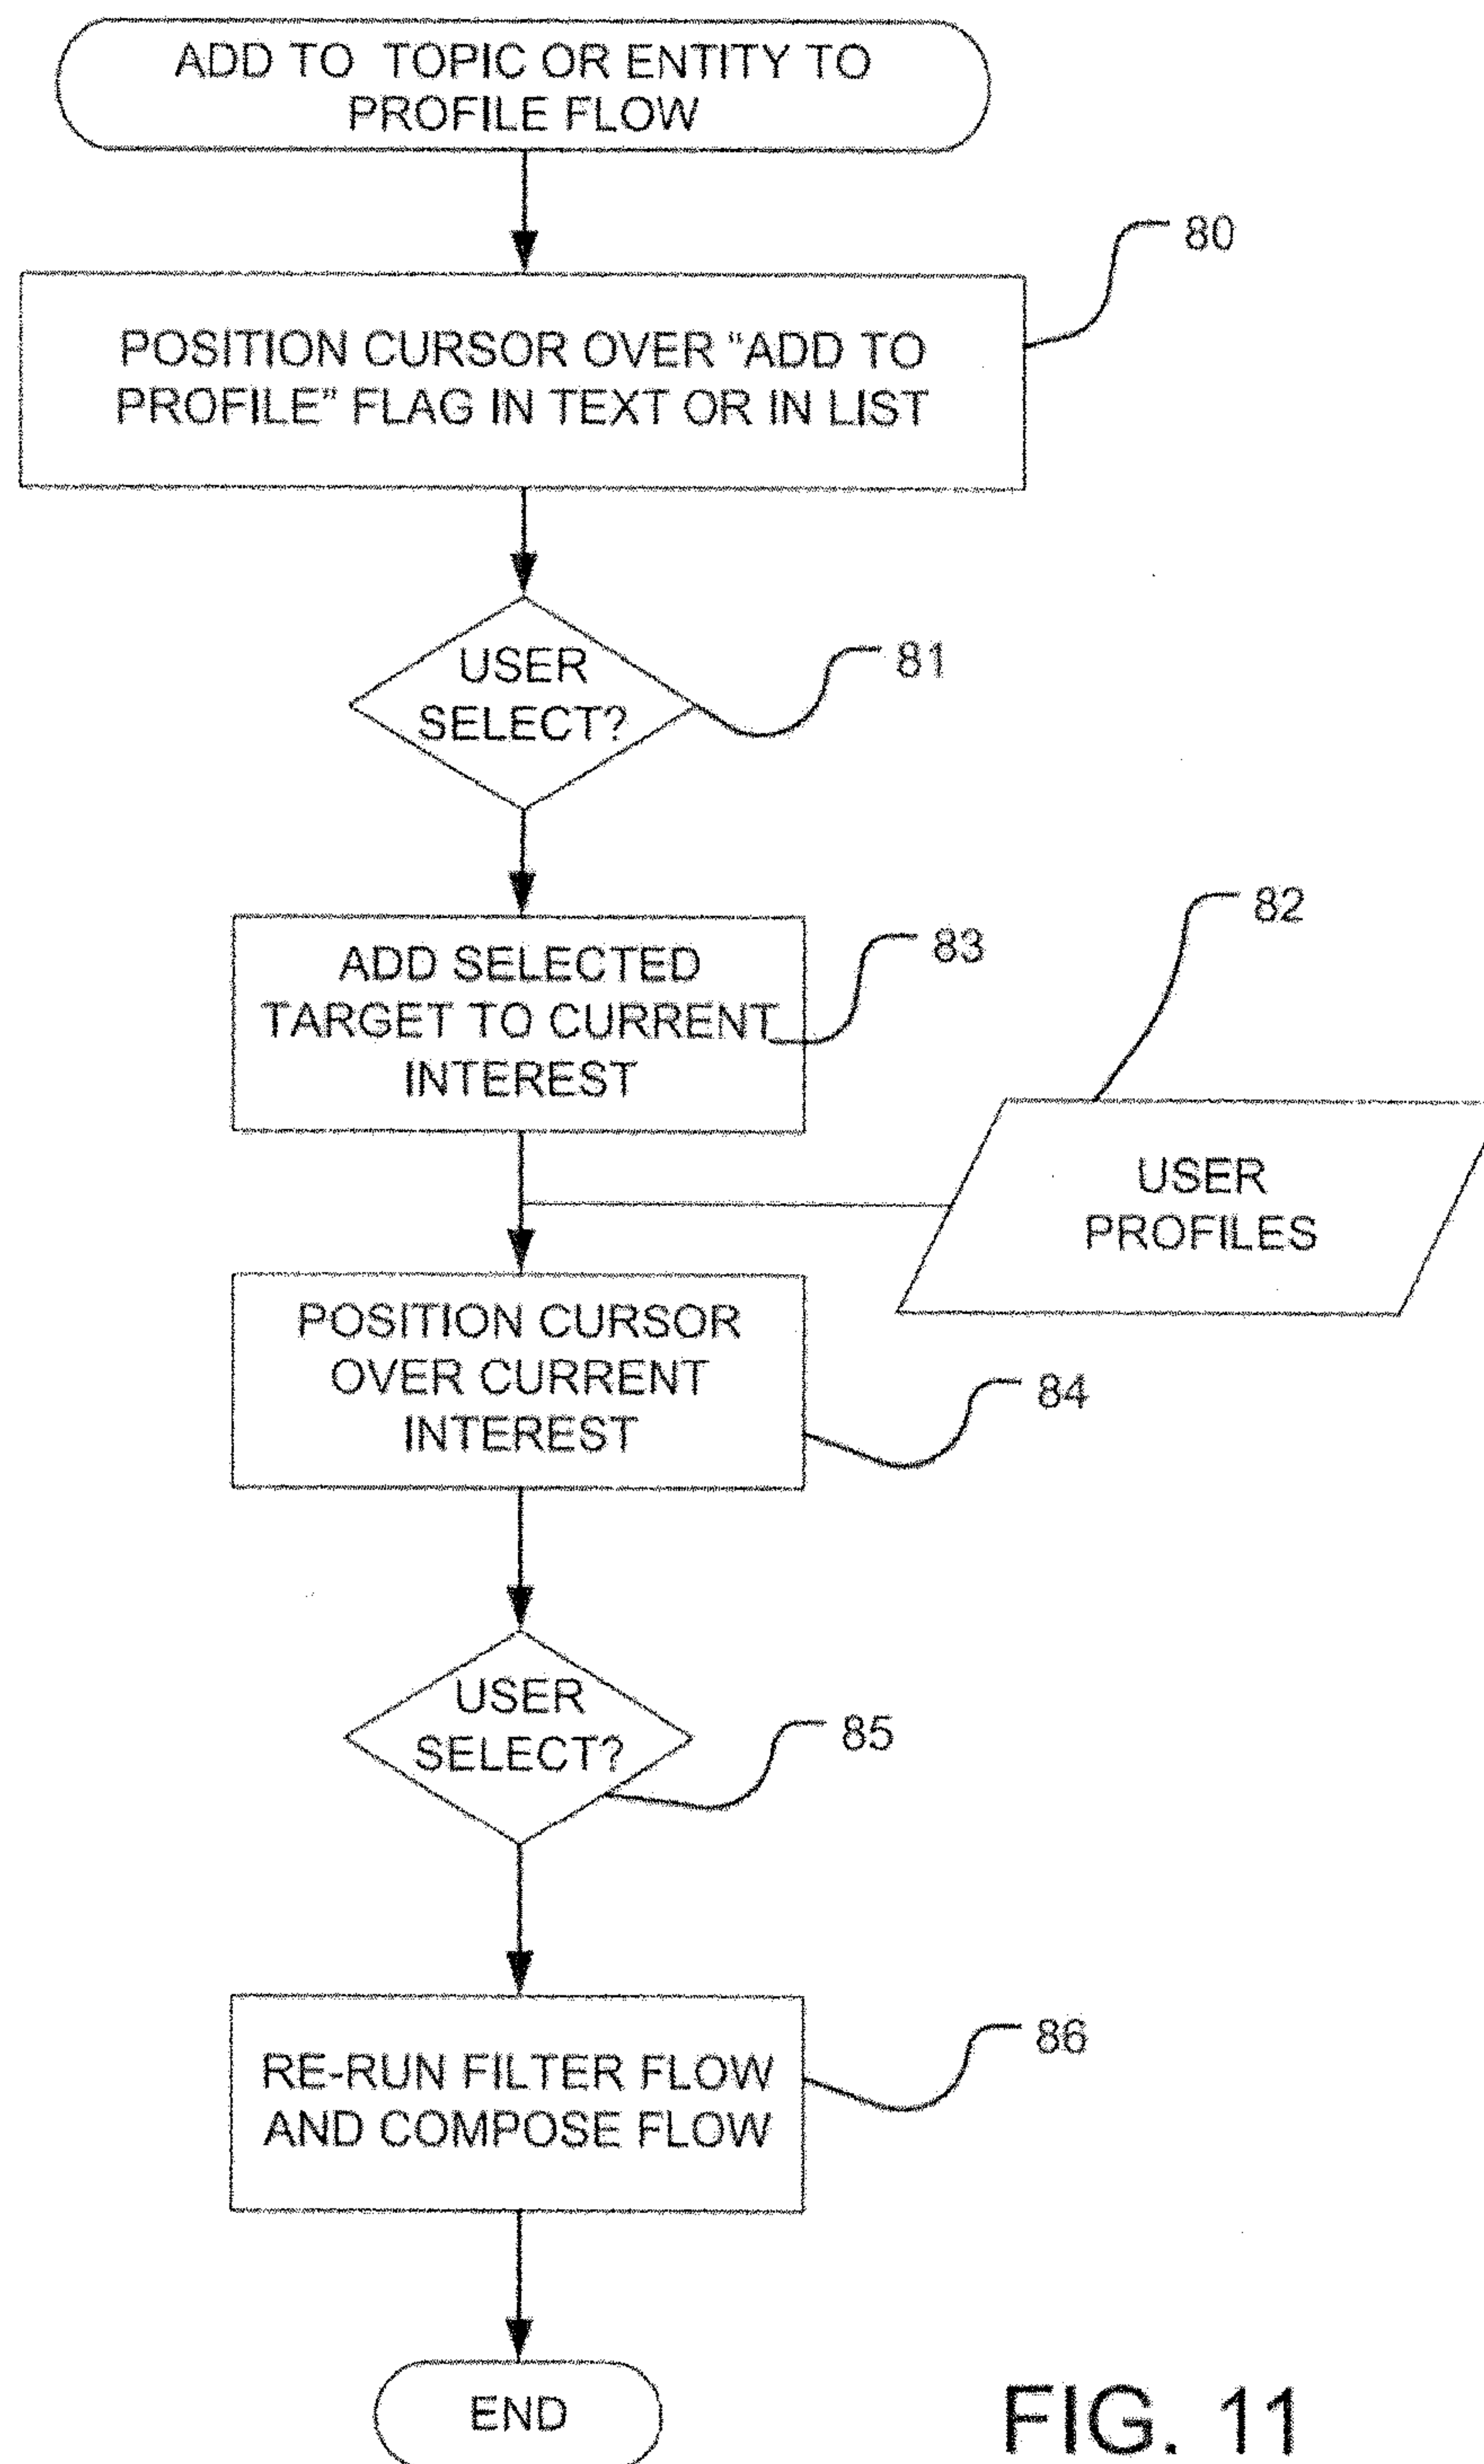 ADD TO TOPIC OR ENTITY TO
PROFILE FLOW
80
POSITION CURSOR OVER “ADD TO
PROFILE” FLAG IN TEXT OR IN LIST
USER
SELECT?
81
ADD SELECTED
TARGET TO CURRENT
INTEREST
83
82
USER
PROFILES
POSITION CURSOR
OVER CURRENT
INTEREST
84
USER
SELECT?
85
RE-RUN FILTER FLOW
AND COMPOSE FLOW
86
END
FIG. 11